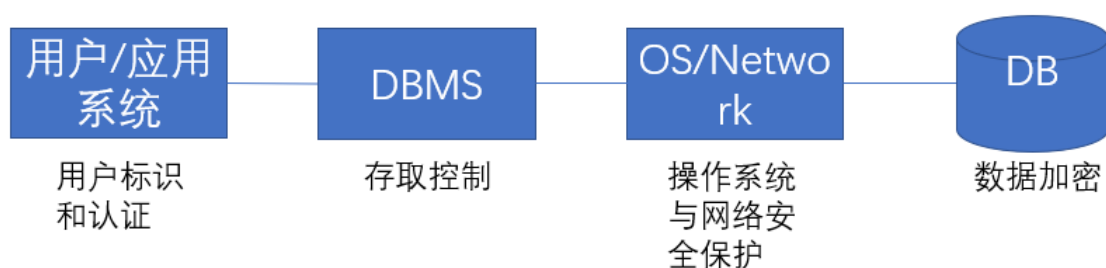 用户/应用
系统
DBMS
OS/Netwo
rk
DB
用户标识
和认证
存取控制
操作系统
与网络安
全保护
数据加密